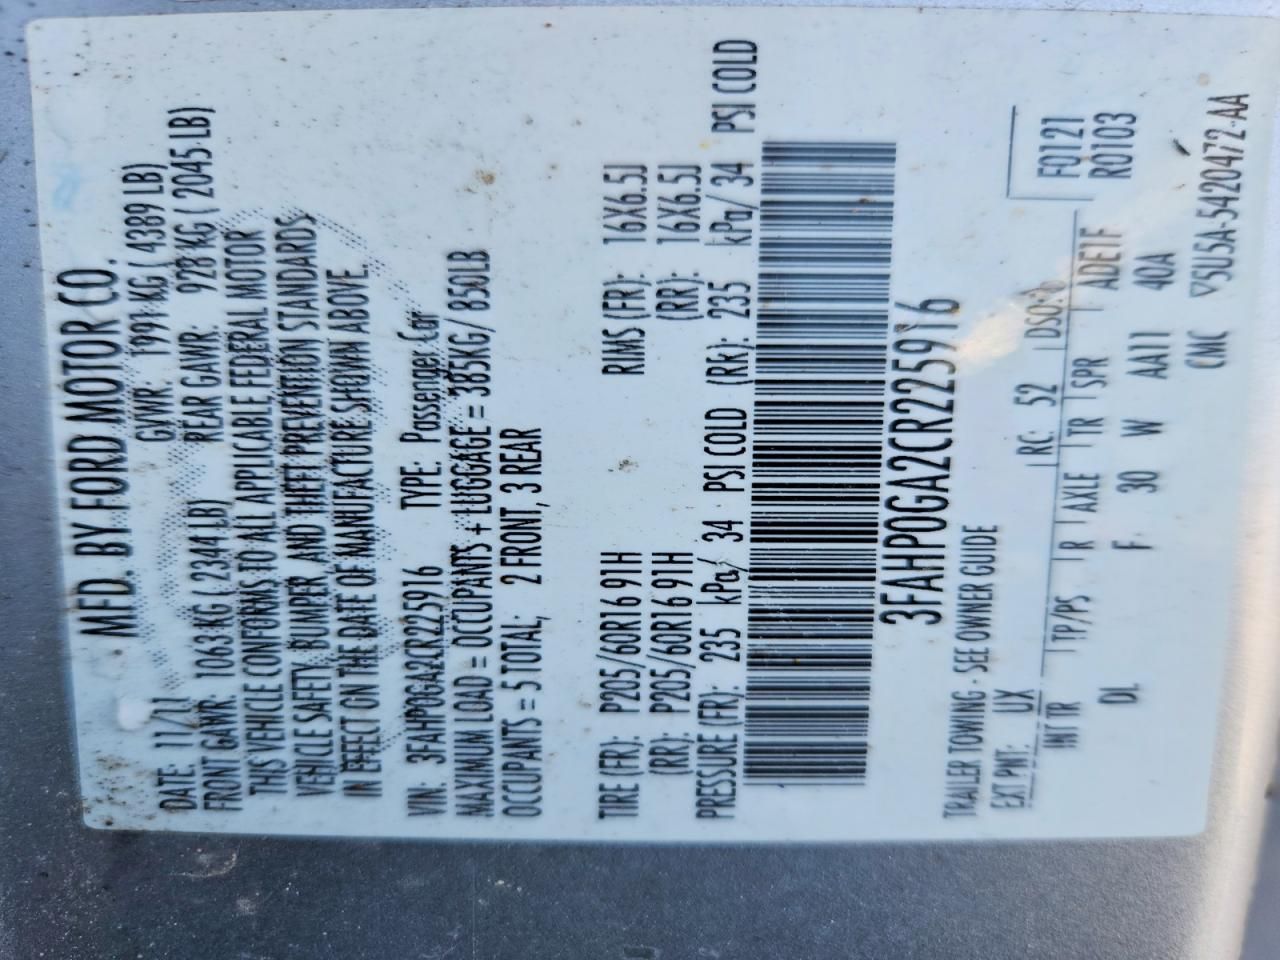 MFD. BY FORD MOTOR CO.
DATE: 11/11 GVWR: 1991 KG ( 4389 LB)
FRONT GAWR: 1063 KG ( 2344 LB) REAR GAWR: 928 KG ( 2045 LB)
THIS VEHICLE CONFORMS TO ALL APPLICABLE FEDERAL MOTOR
VEHICLE SAFETY, BUMPER, AND THEFT PREVENTION STANDARDS
IN EFFECT ON THE DATE OF MANUFACTURE SHOWN ABOVE.
VIN: 3FAHP0GA2CR225916 TYPE: Passenger Car
MAXIMUM LOAD = OCCUPANTS + LUGGAGE = 385KG/ 850LB
OCCUPANTS = 5 TOTAL; 2 FRONT, 3 REAR
TIRE (FR): P205/60R16 91H RIMS (FR): 16X6.5J
(RR): P205/60R16 91H (RR): 16X6.5J
PRESSURE (FR): 235 kPa/ 34 PSI COLD (RR): 235 kPa/ 34 PSI COLD
3FAHP0GA2CR225916
TRAILER TOWING - SEE OWNER GUIDE
EXT PNT: UX RC: 52 F0121
INT TR TP/PS R AXLE TR SPR ADE1F R0103
DL F 30 W AA11 40A
CNC ▽5U5A-5420472-AA